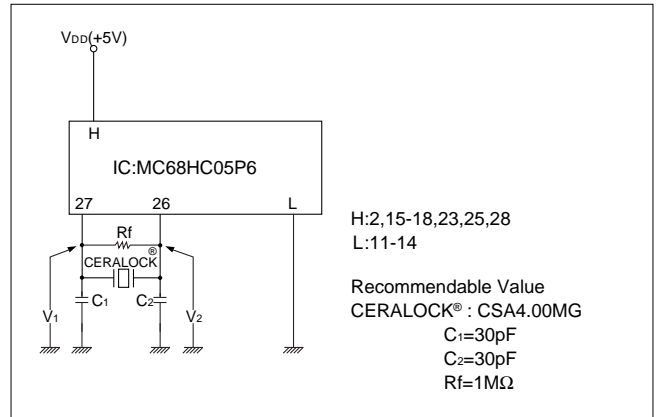 VDD(+5V)
H
IC:MC68HC05P6
27 26 L
Rf
CERALOCK®
C1 C2
V1 V2
H:2,15-18,23,25,28
L:11-14
Recommendable Value
CERALOCK® : CSA4.00MG
C1=30pF
C2=30pF
Rf=1MΩ